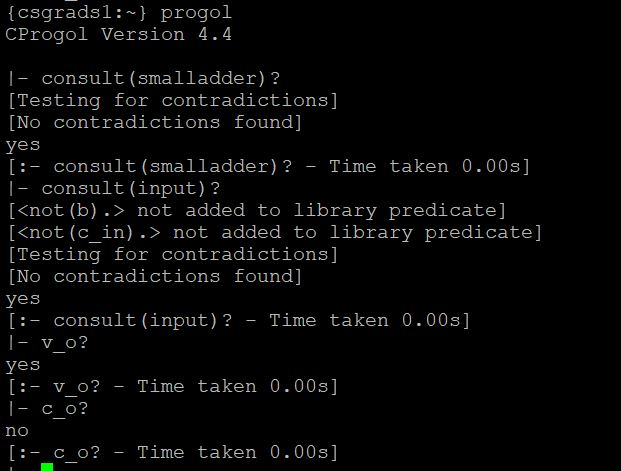 {csgrads1:~} progol
CProgol Version 4.4
|- consult(smalladder)?
[Testing for contradictions]
[No contradictions found]
yes
[:- consult(smalladder)? - Time taken 0.00s]
|- consult(input)?
[<not(b).> not added to library predicate]
[<not(c_in).> not added to library predicate]
[Testing for contradictions]
[No contradictions found]
yes
[:- consult(input)? - Time taken 0.00s]
|- v_o?
yes
[:- v_o? - Time taken 0.00s]
|- c_o?
no
[:- c_o? - Time taken 0.00s]